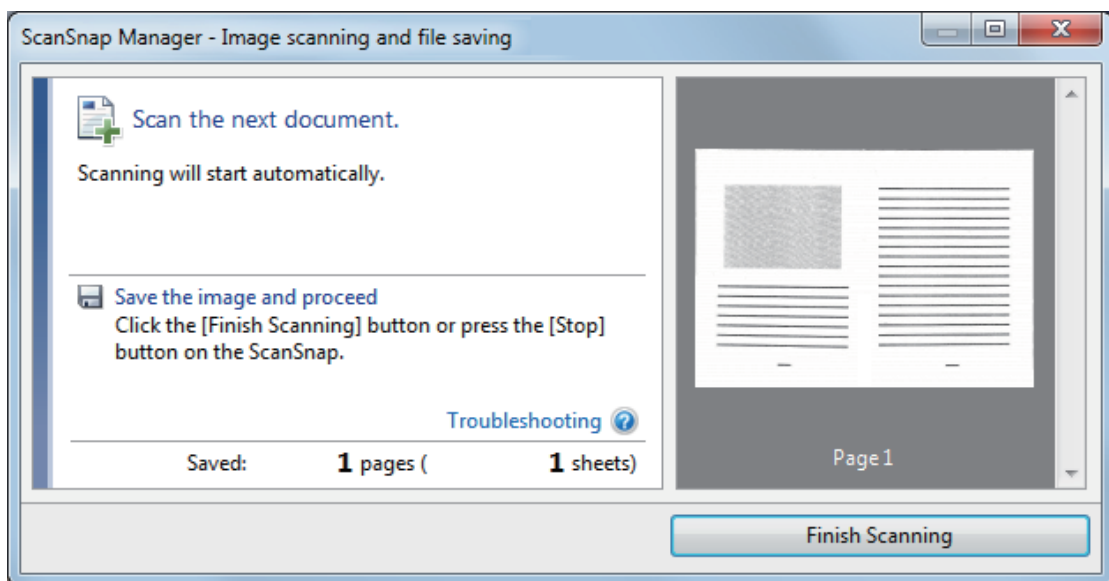 ScanSnap Manager - Image scanning and file saving
Scan the next document.
Scanning will start automatically.
Save the image and proceed
Click the [Finish Scanning] button or press the [Stop]
button on the ScanSnap.
Troubleshooting
Saved: 1 pages ( 1 sheets)
Page 1
Finish Scanning